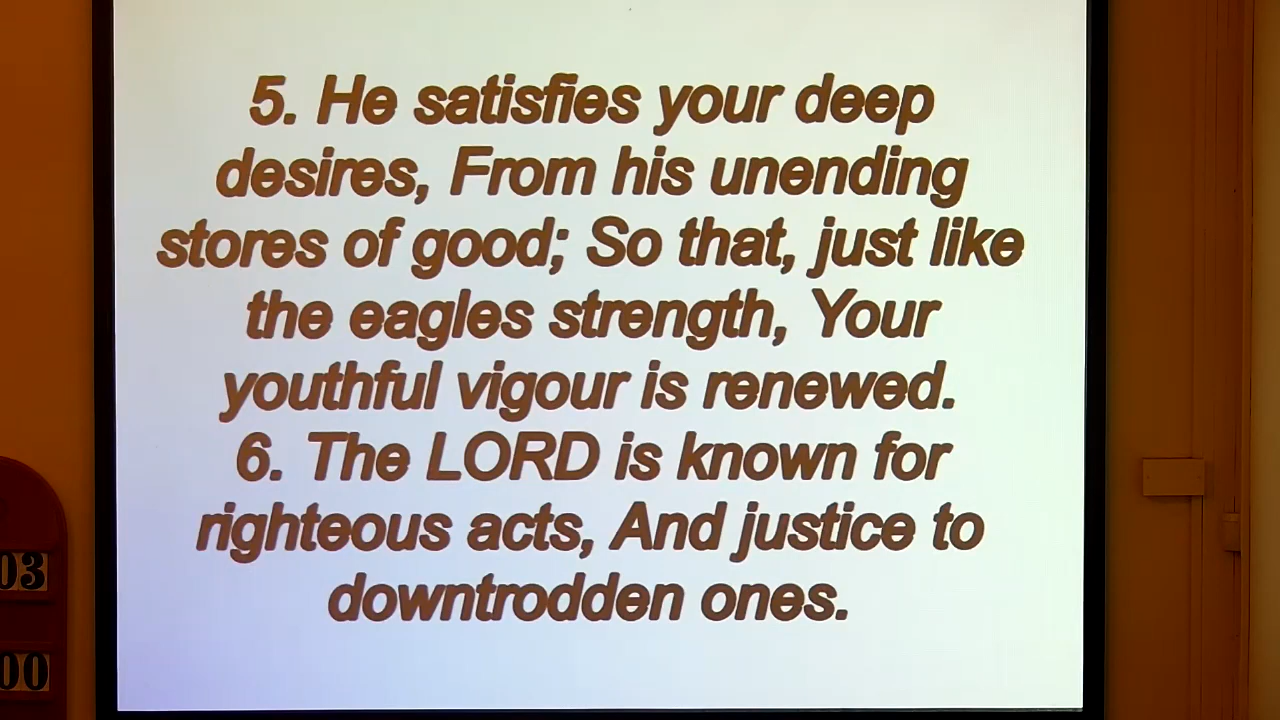 5. He satisfies your deep
desires, From his unending
stores of good; So that, just like
the eagles strength, Your
youthful vigour is renewed.
6. The LORD is known for
righteous acts, And justice to
downtrodden ones.
03
00